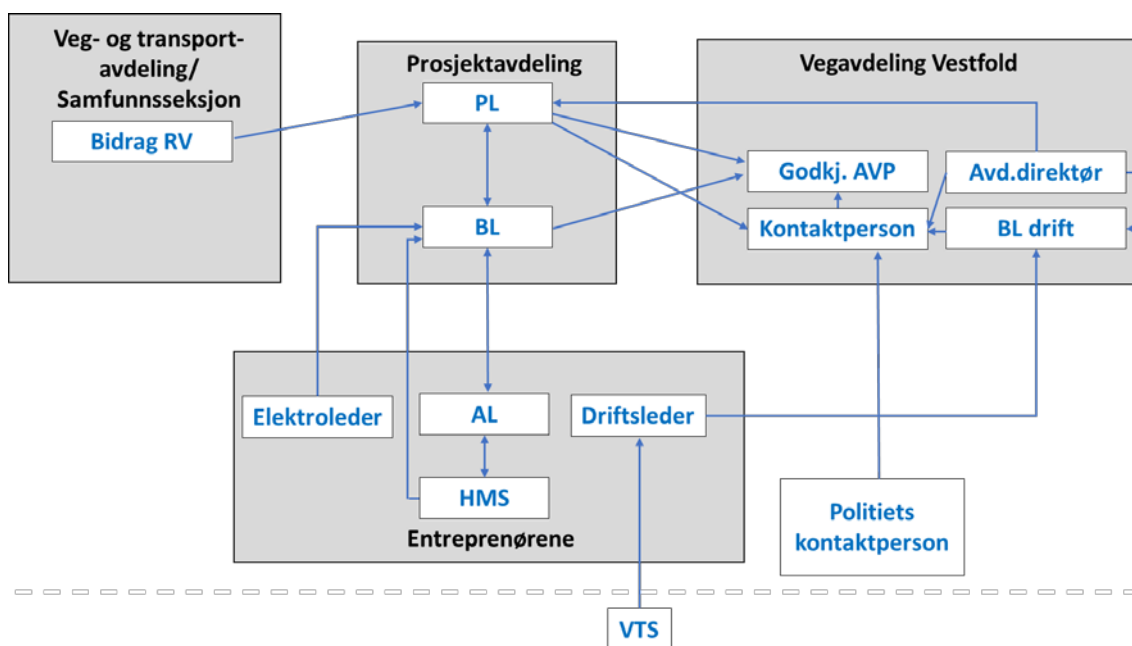 Veg- og transport-
avdeling/
Samfunnsseksjon
Bidrag RV
Prosjektavdeling
PL
BL
Vegavdeling Vestfold
Godkj. AVP
Avd.direktør
Kontaktperson
BL drift
Elektroleder
AL
Driftsleder
HMS
Entreprenørene
Politiets
kontaktperson
VTS